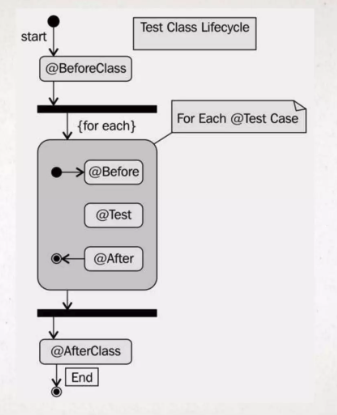 Test Class Lifecycle
start
@BeforeClass
{for each}
For Each @Test Case
@Before
@Test
@After
@AfterClass
End